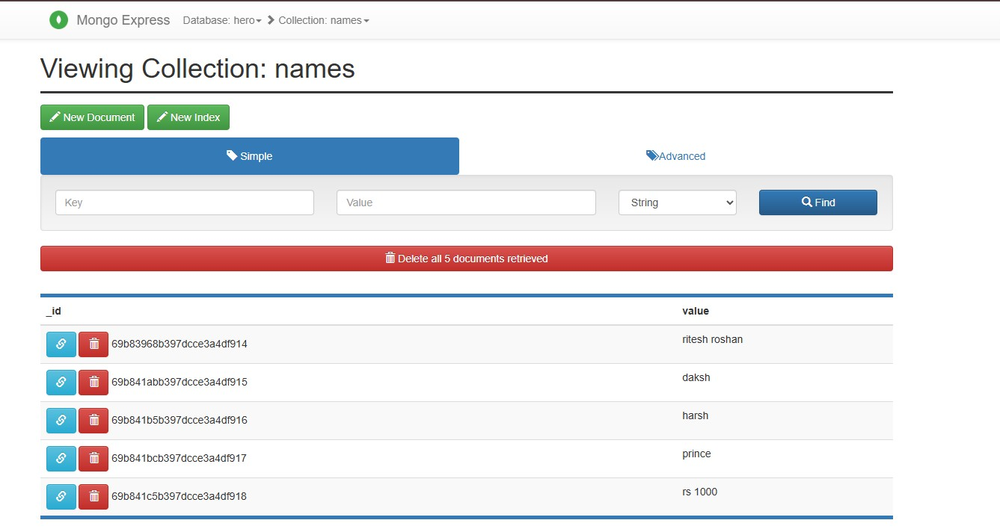 Mongo Express Database: hero Collection: names
Viewing Collection: names
New Document New Index
Simple Advanced
Key Value String Find
Delete all 5 documents retrieved
_id value
69b83968b397dcce3a4df914 ritesh roshan
69b841abb397dcce3a4df915 daksh
69b841b5b397dcce3a4df916 harsh
69b841bcb397dcce3a4df917 prince
69b841c5b397dcce3a4df918 rs 1000